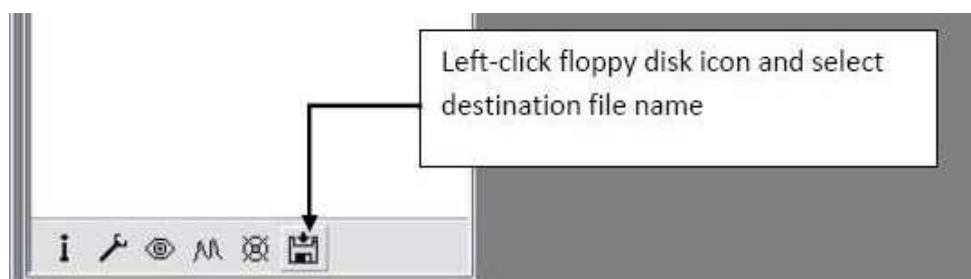 Left-click floppy disk icon and select
destination file name
i